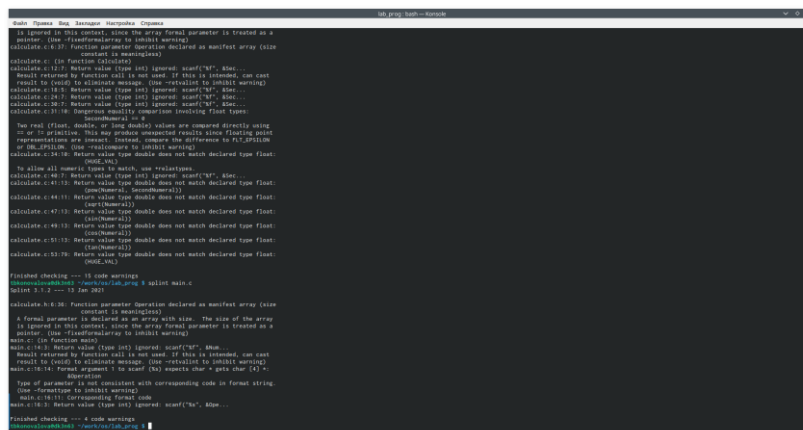 lab_prog : bash — Konsole
Файл Правка Вид Закладки Настройка Справка
is ignored in this context, since the array formal parameter is treated as a
pointer. (Use -fixedformalarray to inhibit warning)
calculate.c:6:37: Function parameter Operation declared as manifest array (size
constant is meaningless)
calculate.c: (in function Calculate)
calculate.c:12:7: Return value (type int) ignored: scanf("%f", &Sec...
Result returned by function call is not used. If this is intended, can cast
result to (void) to eliminate message. (Use -retvalint to inhibit warning)
calculate.c:18:5: Return value (type int) ignored: scanf("%f", &Sec...
calculate.c:24:7: Return value (type int) ignored: scanf("%f", &Sec...
calculate.c:30:7: Return value (type int) ignored: scanf("%f", &Sec...
calculate.c:31:10: Dangerous equality comparison involving float types:
SecondNumeral == 0
Two real (float, double, or long double) values are compared directly using
== or != primitive. This may produce unexpected results since floating point
representations are inexact. Instead, compare the difference to FLT_EPSILON
or DBL_EPSILON. (Use -realcompare to inhibit warning)
calculate.c:34:10: Return value type double does not match declared type float:
(HUGE_VAL)
To allow all numeric types to match, use +relaxtypes.
calculate.c:40:7: Return value (type int) ignored: scanf("%f", &Sec...
calculate.c:41:13: Return value type double does not match declared type float:
(pow(Numeral, SecondNumeral))
calculate.c:44:11: Return value type double does not match declared type float:
(sqrt(Numeral))
calculate.c:47:13: Return value type double does not match declared type float:
(sin(Numeral))
calculate.c:49:13: Return value type double does not match declared type float:
(cos(Numeral))
calculate.c:51:13: Return value type double does not match declared type float:
(tan(Numeral))
calculate.c:53:79: Return value type double does not match declared type float:
(HUGE_VAL)
Finished checking --- 15 code warnings
tbkonovalova@dk3n63 ~/work/os/lab_prog $ splint main.c
Splint 3.1.2 --- 13 Jan 2021
calculate.h:6:36: Function parameter Operation declared as manifest array (size
constant is meaningless)
A formal parameter is declared as an array with size. The size of the array
is ignored in this context, since the array formal parameter is treated as a
pointer. (Use -fixedformalarray to inhibit warning)
main.c: (in function main)
main.c:14:3: Return value (type int) ignored: scanf("%f", &Num...
Result returned by function call is not used. If this is intended, can cast
result to (void) to eliminate message. (Use -retvalint to inhibit warning)
main.c:16:14: Format argument 1 to scanf (%s) expects char * gets char [4] *:
&Operation
Type of parameter is not consistent with corresponding code in format string.
(Use -formattype to inhibit warning)
main.c:16:11: Corresponding format code
main.c:16:3: Return value (type int) ignored: scanf("%s", &Ope...
Finished checking --- 4 code warnings
tbkonovalova@dk3n63 ~/work/os/lab_prog $